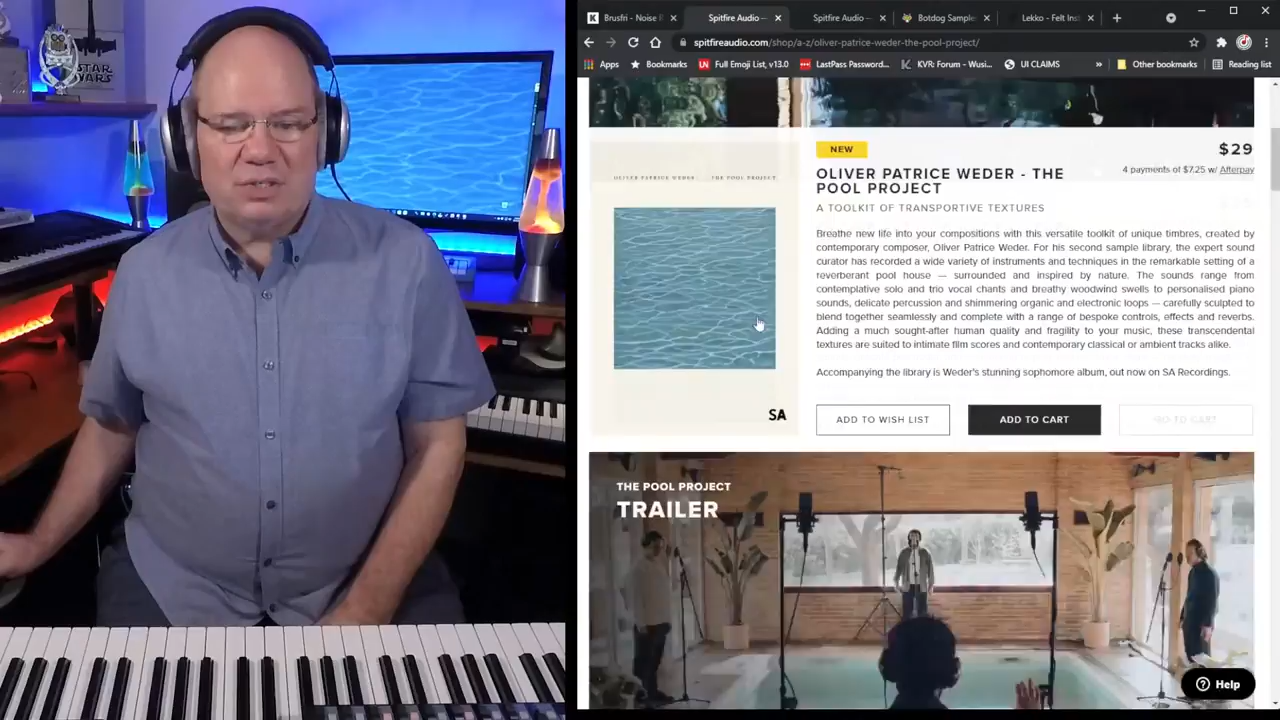 STAR
WARS
Brusfri - Noise R
Spitfire Audio —
Spitfire Audio —
Botdog Sample
Lekko - Felt Ins
spitfireaudio.com/shop/a-z/oliver-patrice-weder-the-pool-project/
Apps
Bookmarks
Full Emoji List, v13.0
LastPass Password...
KVR: Forum - Wusi...
UI CLAIMS
»
Other bookmarks
Reading list
OLIVER PATRICE WEDER THE POOL PROJECT
SA
NEW
$29
4 payments of $7.25 w/ Afterpay
OLIVER PATRICE WEDER - THE
POOL PROJECT
A TOOLKIT OF TRANSPORTIVE TEXTURES
Breathe new life into your compositions with this versatile toolkit of unique timbres, created by
contemporary composer, Oliver Patrice Weder. For his second sample library, the expert sound
curator has recorded a wide variety of instruments and techniques in the remarkable setting of a
reverberant pool house — surrounded and inspired by nature. The sounds range from
contemplative solo and trio vocal chants and breathy woodwind swells to personalised piano
sounds, delicate percussion and shimmering organic and electronic loops — carefully sculpted to
blend together seamlessly and complete with a range of bespoke controls, effects and reverbs.
Adding a much sought-after human quality and fragility to your music, these transcendental
textures are suited to intimate film scores and contemporary classical or ambient tracks alike.
Accompanying the library is Weder's stunning sophomore album, out now on SA Recordings.
ADD TO WISH LIST
ADD TO CART
GO TO CART
THE POOL PROJECT
TRAILER
Help